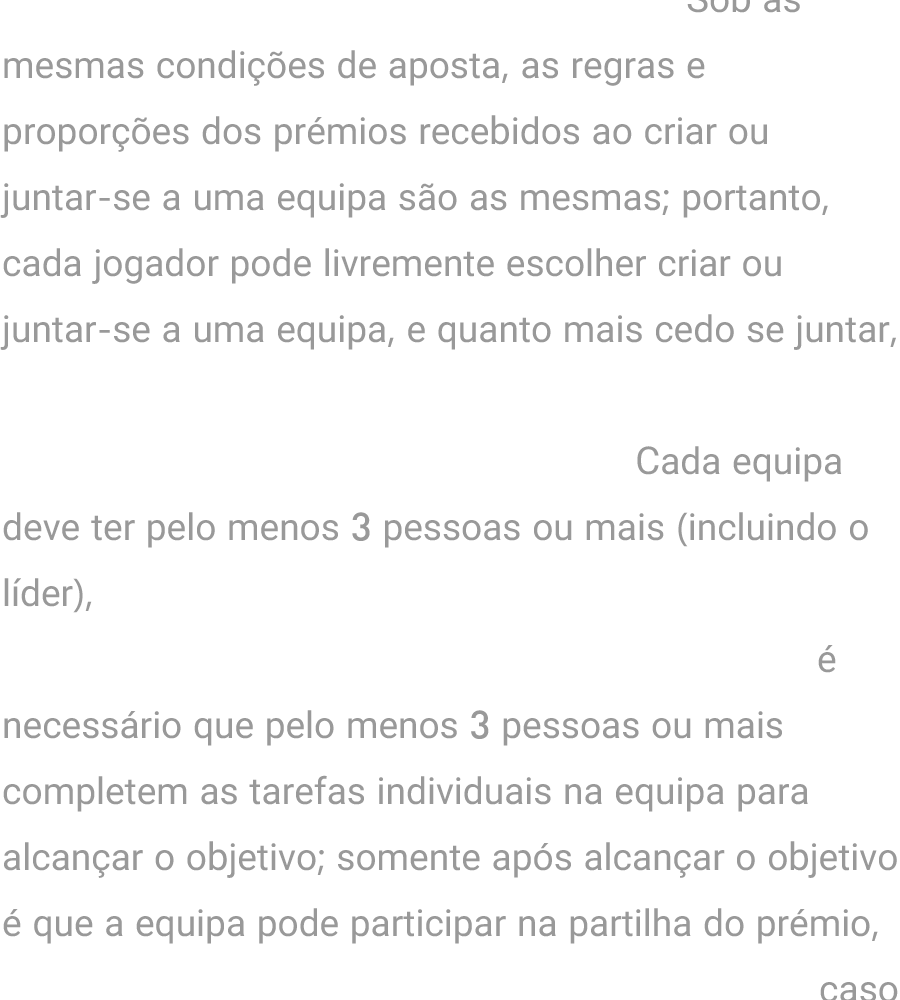 Sob as
mesmas condições de aposta, as regras e
proporções dos prémios recebidos ao criar ou
juntar-se a uma equipa são as mesmas; portanto,
cada jogador pode livremente escolher criar ou
juntar-se a uma equipa, e quanto mais cedo se juntar,
Cada equipa
deve ter pelo menos 3 pessoas ou mais (incluindo o
líder),
é
necessário que pelo menos 3 pessoas ou mais
completem as tarefas individuais na equipa para
alcançar o objetivo; somente após alcançar o objetivo
é que a equipa pode participar na partilha do prémio,
caso